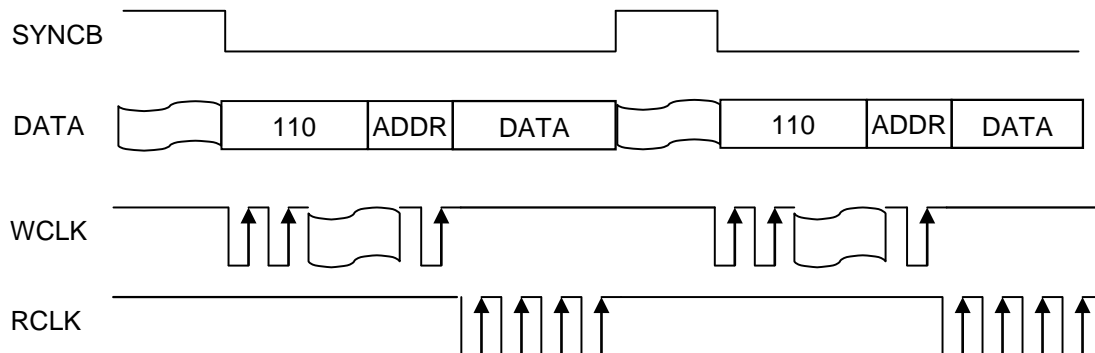 SYNCB
DATA 110 ADDR DATA 110 ADDR DATA
WCLK
RCLK